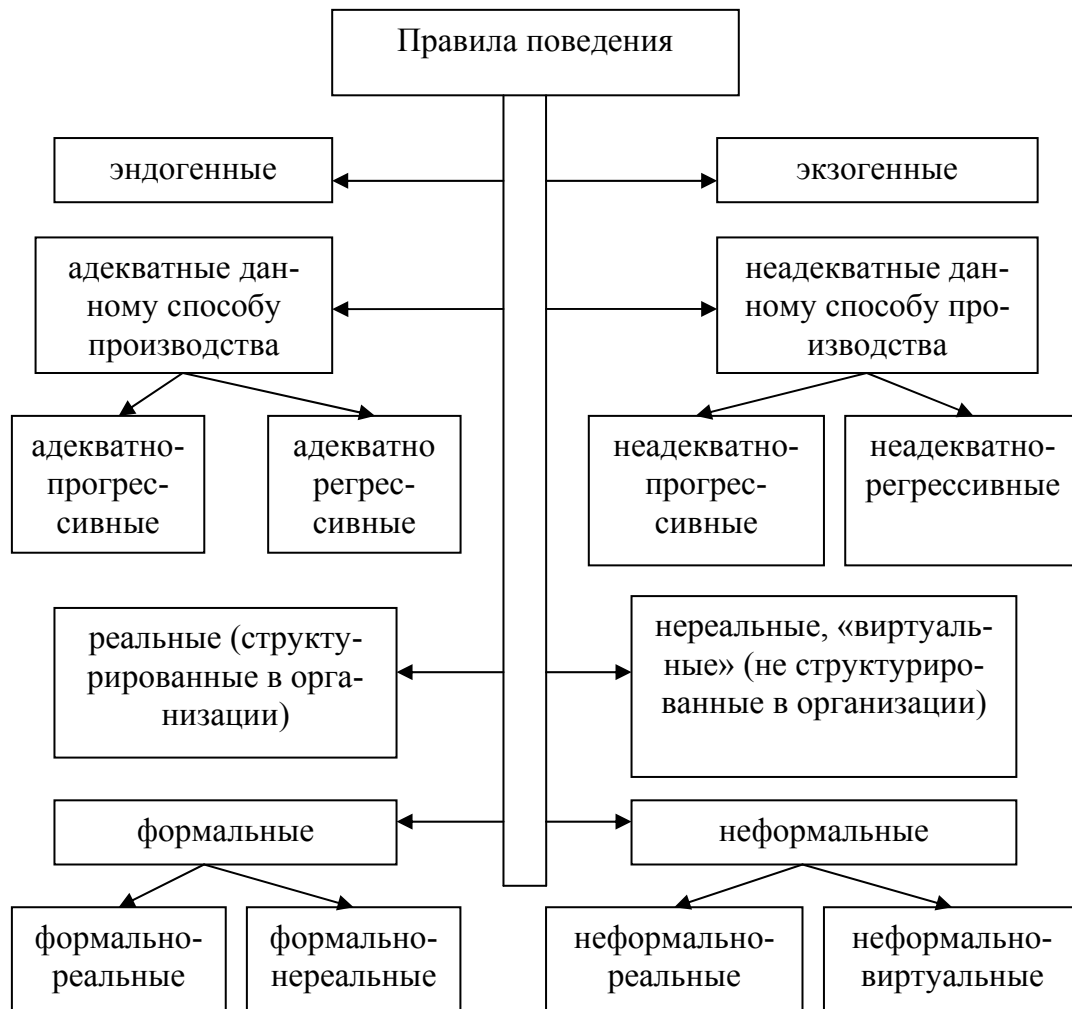 Правила поведения
эндогенные
экзогенные
адекватные дан-
ному способу
производства
неадекватные дан-
ному способу про-
изводства
адекватно-
прогрес-
сивные
адекватно
регрес-
сивные
неадекватно-
прогрес-
сивные
неадекватно-
регрессивные
реальные (структу-
рированные в орга-
низации)
нереальные, «виртуаль-
ные» (не структуриро-
ванные в организации)
формальные
неформальные
формально-
реальные
формально-
нереальные
неформально-
реальные
неформально-
виртуальные